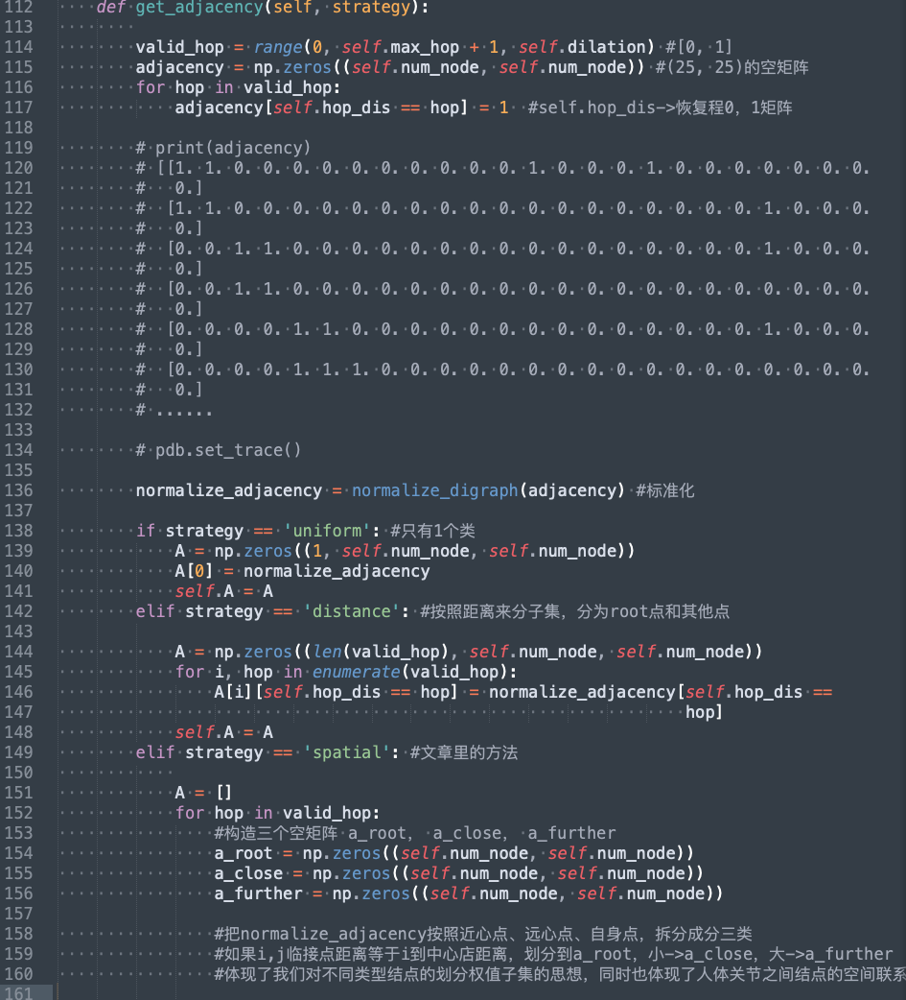 112     def get_adjacency(self, strategy):
113
114         valid_hop = range(0, self.max_hop + 1, self.dilation) #[0, 1]
115         adjacency = np.zeros((self.num_node, self.num_node)) #(25, 25)的空矩阵
116         for hop in valid_hop:
117             adjacency[self.hop_dis == hop] = 1  #self.hop_dis->恢复程0, 1矩阵
118
119         # print(adjacency)
120         # [[1. 1. 0. 0. 0. 0. 0. 0. 0. 0. 0. 0. 1. 0. 0. 0. 1. 0. 0. 0. 0. 0. 0. 0.
121         #   0.]
122         #  [1. 1. 0. 0. 0. 0. 0. 0. 0. 0. 0. 0. 0. 0. 0. 0. 0. 0. 0. 0. 1. 0. 0. 0.
123         #   0.]
124         #  [0. 0. 1. 1. 0. 0. 0. 0. 0. 0. 0. 0. 0. 0. 0. 0. 0. 0. 0. 0. 1. 0. 0. 0.
125         #   0.]
126         #  [0. 0. 1. 1. 0. 0. 0. 0. 0. 0. 0. 0. 0. 0. 0. 0. 0. 0. 0. 0. 0. 0. 0. 0.
127         #   0.]
128         #  [0. 0. 0. 0. 1. 1. 0. 0. 0. 0. 0. 0. 0. 0. 0. 0. 0. 0. 0. 0. 1. 0. 0. 0.
129         #   0.]
130         #  [0. 0. 0. 0. 1. 1. 1. 0. 0. 0. 0. 0. 0. 0. 0. 0. 0. 0. 0. 0. 0. 0. 0. 0.
131         #   0.]
132         # ......
133
134         # pdb.set_trace()
135
136         normalize_adjacency = normalize_digraph(adjacency) #标准化
137
138         if strategy == 'uniform': #只有1个类
139             A = np.zeros((1, self.num_node, self.num_node))
140             A[0] = normalize_adjacency
141             self.A = A
142         elif strategy == 'distance': #按照距离来分子集，分为root点和其他点
143
144             A = np.zeros((len(valid_hop), self.num_node, self.num_node))
145             for i, hop in enumerate(valid_hop):
146                 A[i][self.hop_dis == hop] = normalize_adjacency[self.hop_dis ==
147                                                                 hop]
148             self.A = A
149         elif strategy == 'spatial': #文章里的方法
150
151             A = []
152             for hop in valid_hop:
153                 #构造三个空矩阵 a_root， a_close， a_further
154                 a_root = np.zeros((self.num_node, self.num_node))
155                 a_close = np.zeros((self.num_node, self.num_node))
156                 a_further = np.zeros((self.num_node, self.num_node))
157
158                 #把normalize_adjacency按照近心点、远心点、自身点，拆分成分三类
159                 #如果i,j临接点距离等于i到中心店距离，划分到a_root，小->a_close，大->a_further
160                 #体现了我们对不同类型结点的划分权值子集的思想，同时也体现了人体关节之间结点的空间联系
161